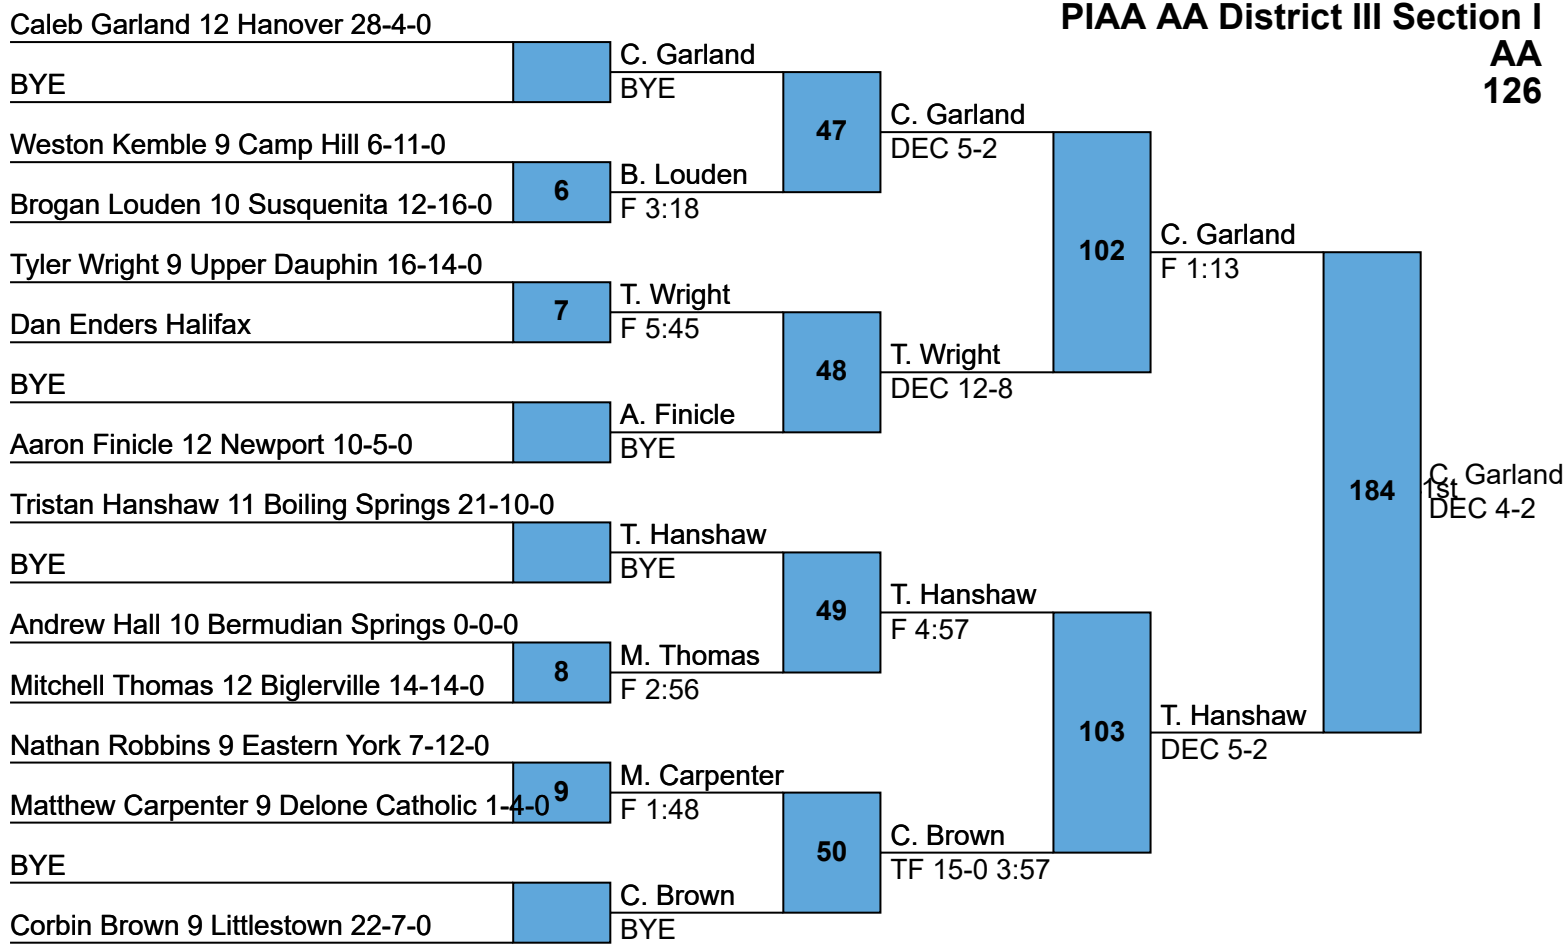 PIAA AA District III Section I
AA
126
Caleb Garland 12 Hanover 28-4-0
BYE
Weston Kemble 9 Camp Hill 6-11-0
6
Brogan Louden 10 Susquenita 12-16-0
Tyler Wright 9 Upper Dauphin 16-14-0
7
Dan Enders Halifax
BYE
Aaron Finicle 12 Newport 10-5-0
Tristan Hanshaw 11 Boiling Springs 21-10-0
BYE
Andrew Hall 10 Bermudian Springs 0-0-0
8
Mitchell Thomas 12 Biglerville 14-14-0
Nathan Robbins 9 Eastern York 7-12-0
9
Matthew Carpenter 9 Delone Catholic 1-4-0
BYE
Corbin Brown 9 Littlestown 22-7-0
C. Garland
BYE
47
B. Louden
F 3:18
T. Wright
F 5:45
48
A. Finicle
BYE
T. Hanshaw
BYE
49
M. Thomas
F 2:56
M. Carpenter
F 1:48
50
C. Brown
BYE
C. Garland
DEC 5-2
102
T. Wright
DEC 12-8
T. Hanshaw
F 4:57
103
C. Brown
TF 15-0 3:57
C. Garland
F 1:13
184
T. Hanshaw
DEC 5-2
C. Garland
1st
DEC 4-2